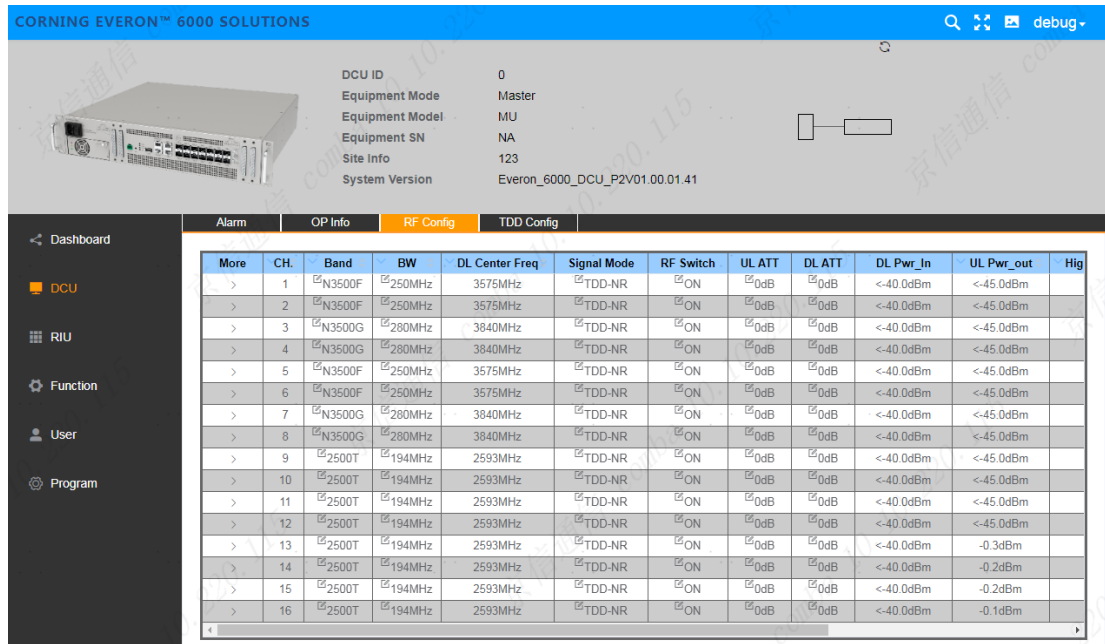 CORNING EVERON™ 6000 SOLUTIONS debug
DCU ID 0
Equipment Mode Master
Equipment Model MU
Equipment SN NA
Site Info 123
System Version Everon_6000_DCU_P2V01.00.01.41
Alarm OP Info RF Config TDD Config
Dashboard
DCU
RIU
Function
User
Program
More CH. Band BW DL Center Freq Signal Mode RF Switch UL ATT DL ATT DL Pwr_In UL Pwr_out Hig
1 N3500F 250MHz 3575MHz TDD-NR ON 0dB 0dB <-40.0dBm <-45.0dBm
2 N3500F 250MHz 3575MHz TDD-NR ON 0dB 0dB <-40.0dBm <-45.0dBm
3 N3500G 280MHz 3840MHz TDD-NR ON 0dB 0dB <-40.0dBm <-45.0dBm
4 N3500G 280MHz 3840MHz TDD-NR ON 0dB 0dB <-40.0dBm <-45.0dBm
5 N3500F 250MHz 3575MHz TDD-NR ON 0dB 0dB <-40.0dBm <-45.0dBm
6 N3500F 250MHz 3575MHz TDD-NR ON 0dB 0dB <-40.0dBm <-45.0dBm
7 N3500G 280MHz 3840MHz TDD-NR ON 0dB 0dB <-40.0dBm <-45.0dBm
8 N3500G 280MHz 3840MHz TDD-NR ON 0dB 0dB <-40.0dBm <-45.0dBm
9 2500T 194MHz 2593MHz TDD-NR ON 0dB 0dB <-40.0dBm <-45.0dBm
10 2500T 194MHz 2593MHz TDD-NR ON 0dB 0dB <-40.0dBm <-45.0dBm
11 2500T 194MHz 2593MHz TDD-NR ON 0dB 0dB <-40.0dBm <-45.0dBm
12 2500T 194MHz 2593MHz TDD-NR ON 0dB 0dB <-40.0dBm <-45.0dBm
13 2500T 194MHz 2593MHz TDD-NR ON 0dB 0dB <-40.0dBm -0.3dBm
14 2500T 194MHz 2593MHz TDD-NR ON 0dB 0dB <-40.0dBm -0.2dBm
15 2500T 194MHz 2593MHz TDD-NR ON 0dB 0dB <-40.0dBm -0.2dBm
16 2500T 194MHz 2593MHz TDD-NR ON 0dB 0dB <-40.0dBm -0.1dBm
京信通信 comba 10.220.115